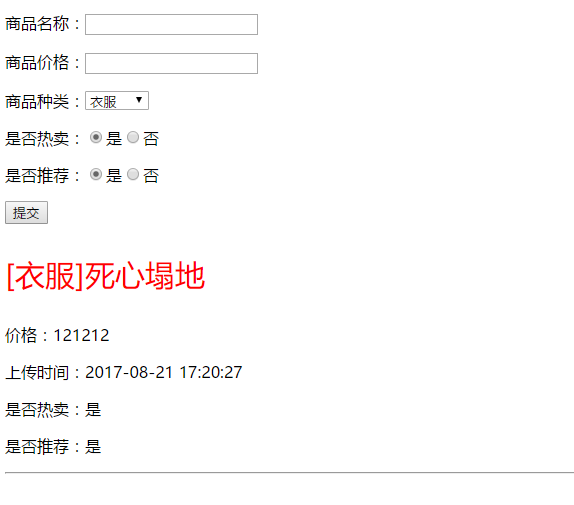 商品名称：
商品价格：
商品种类：衣服
是否热卖：是否
是否推荐：是否
提交
[衣服]死心塌地
价格：121212
上传时间：2017-08-21 17:20:27
是否热卖：是
是否推荐：是